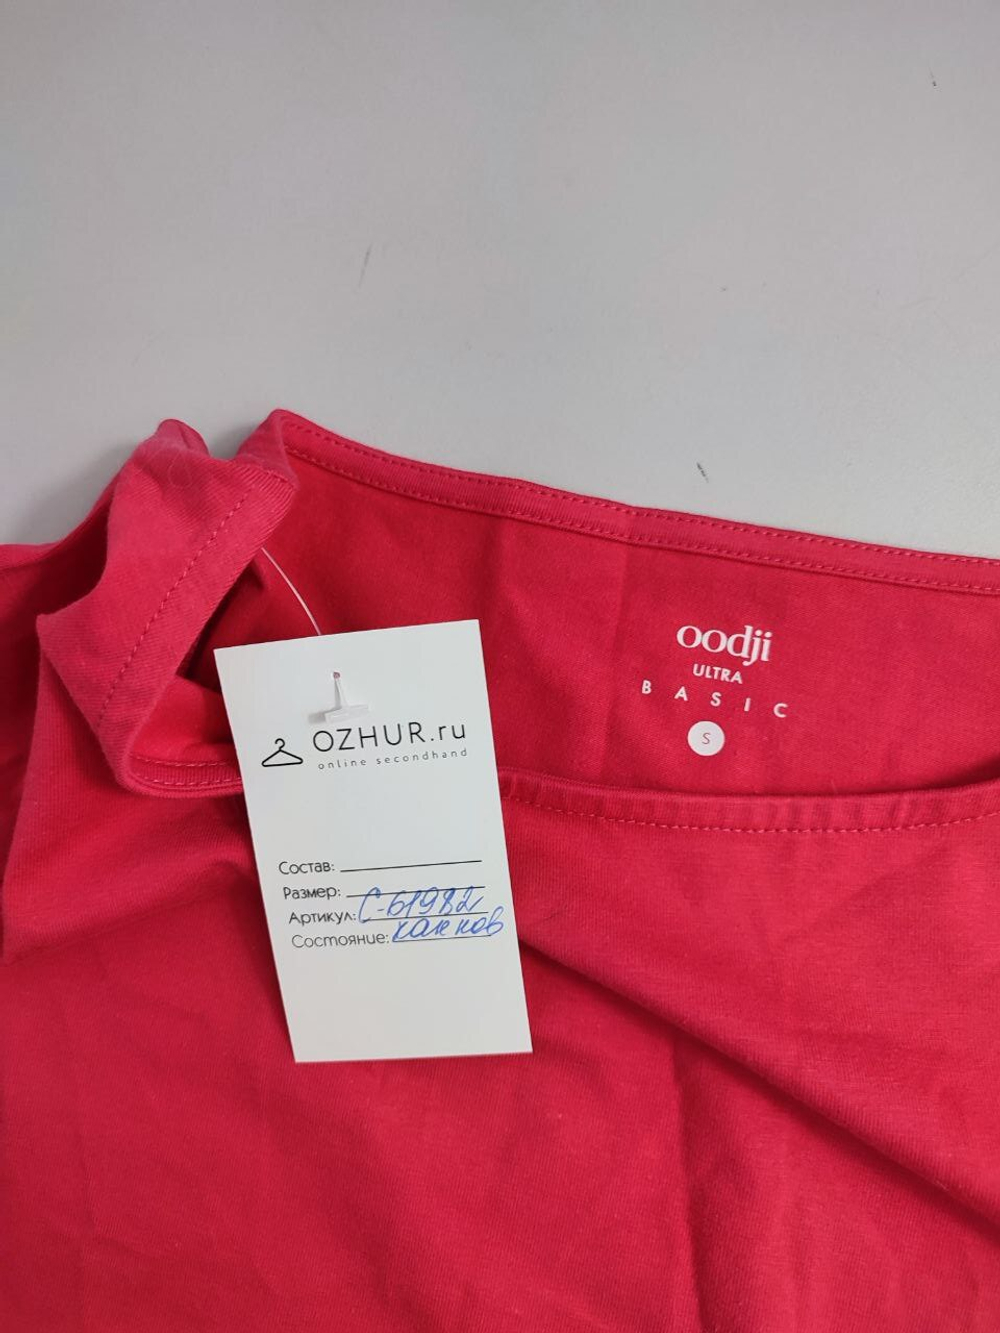 oodji
ULTRA
BASIC
S
OZHUR.ru
online secondhand
Состав:
Размер:
Артикул: С-61982
Состояние: как нов